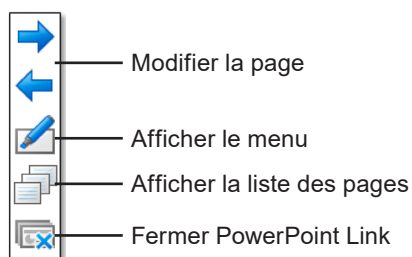 Modifier la page
Afficher le menu
Afficher la liste des pages
Fermer PowerPoint Link